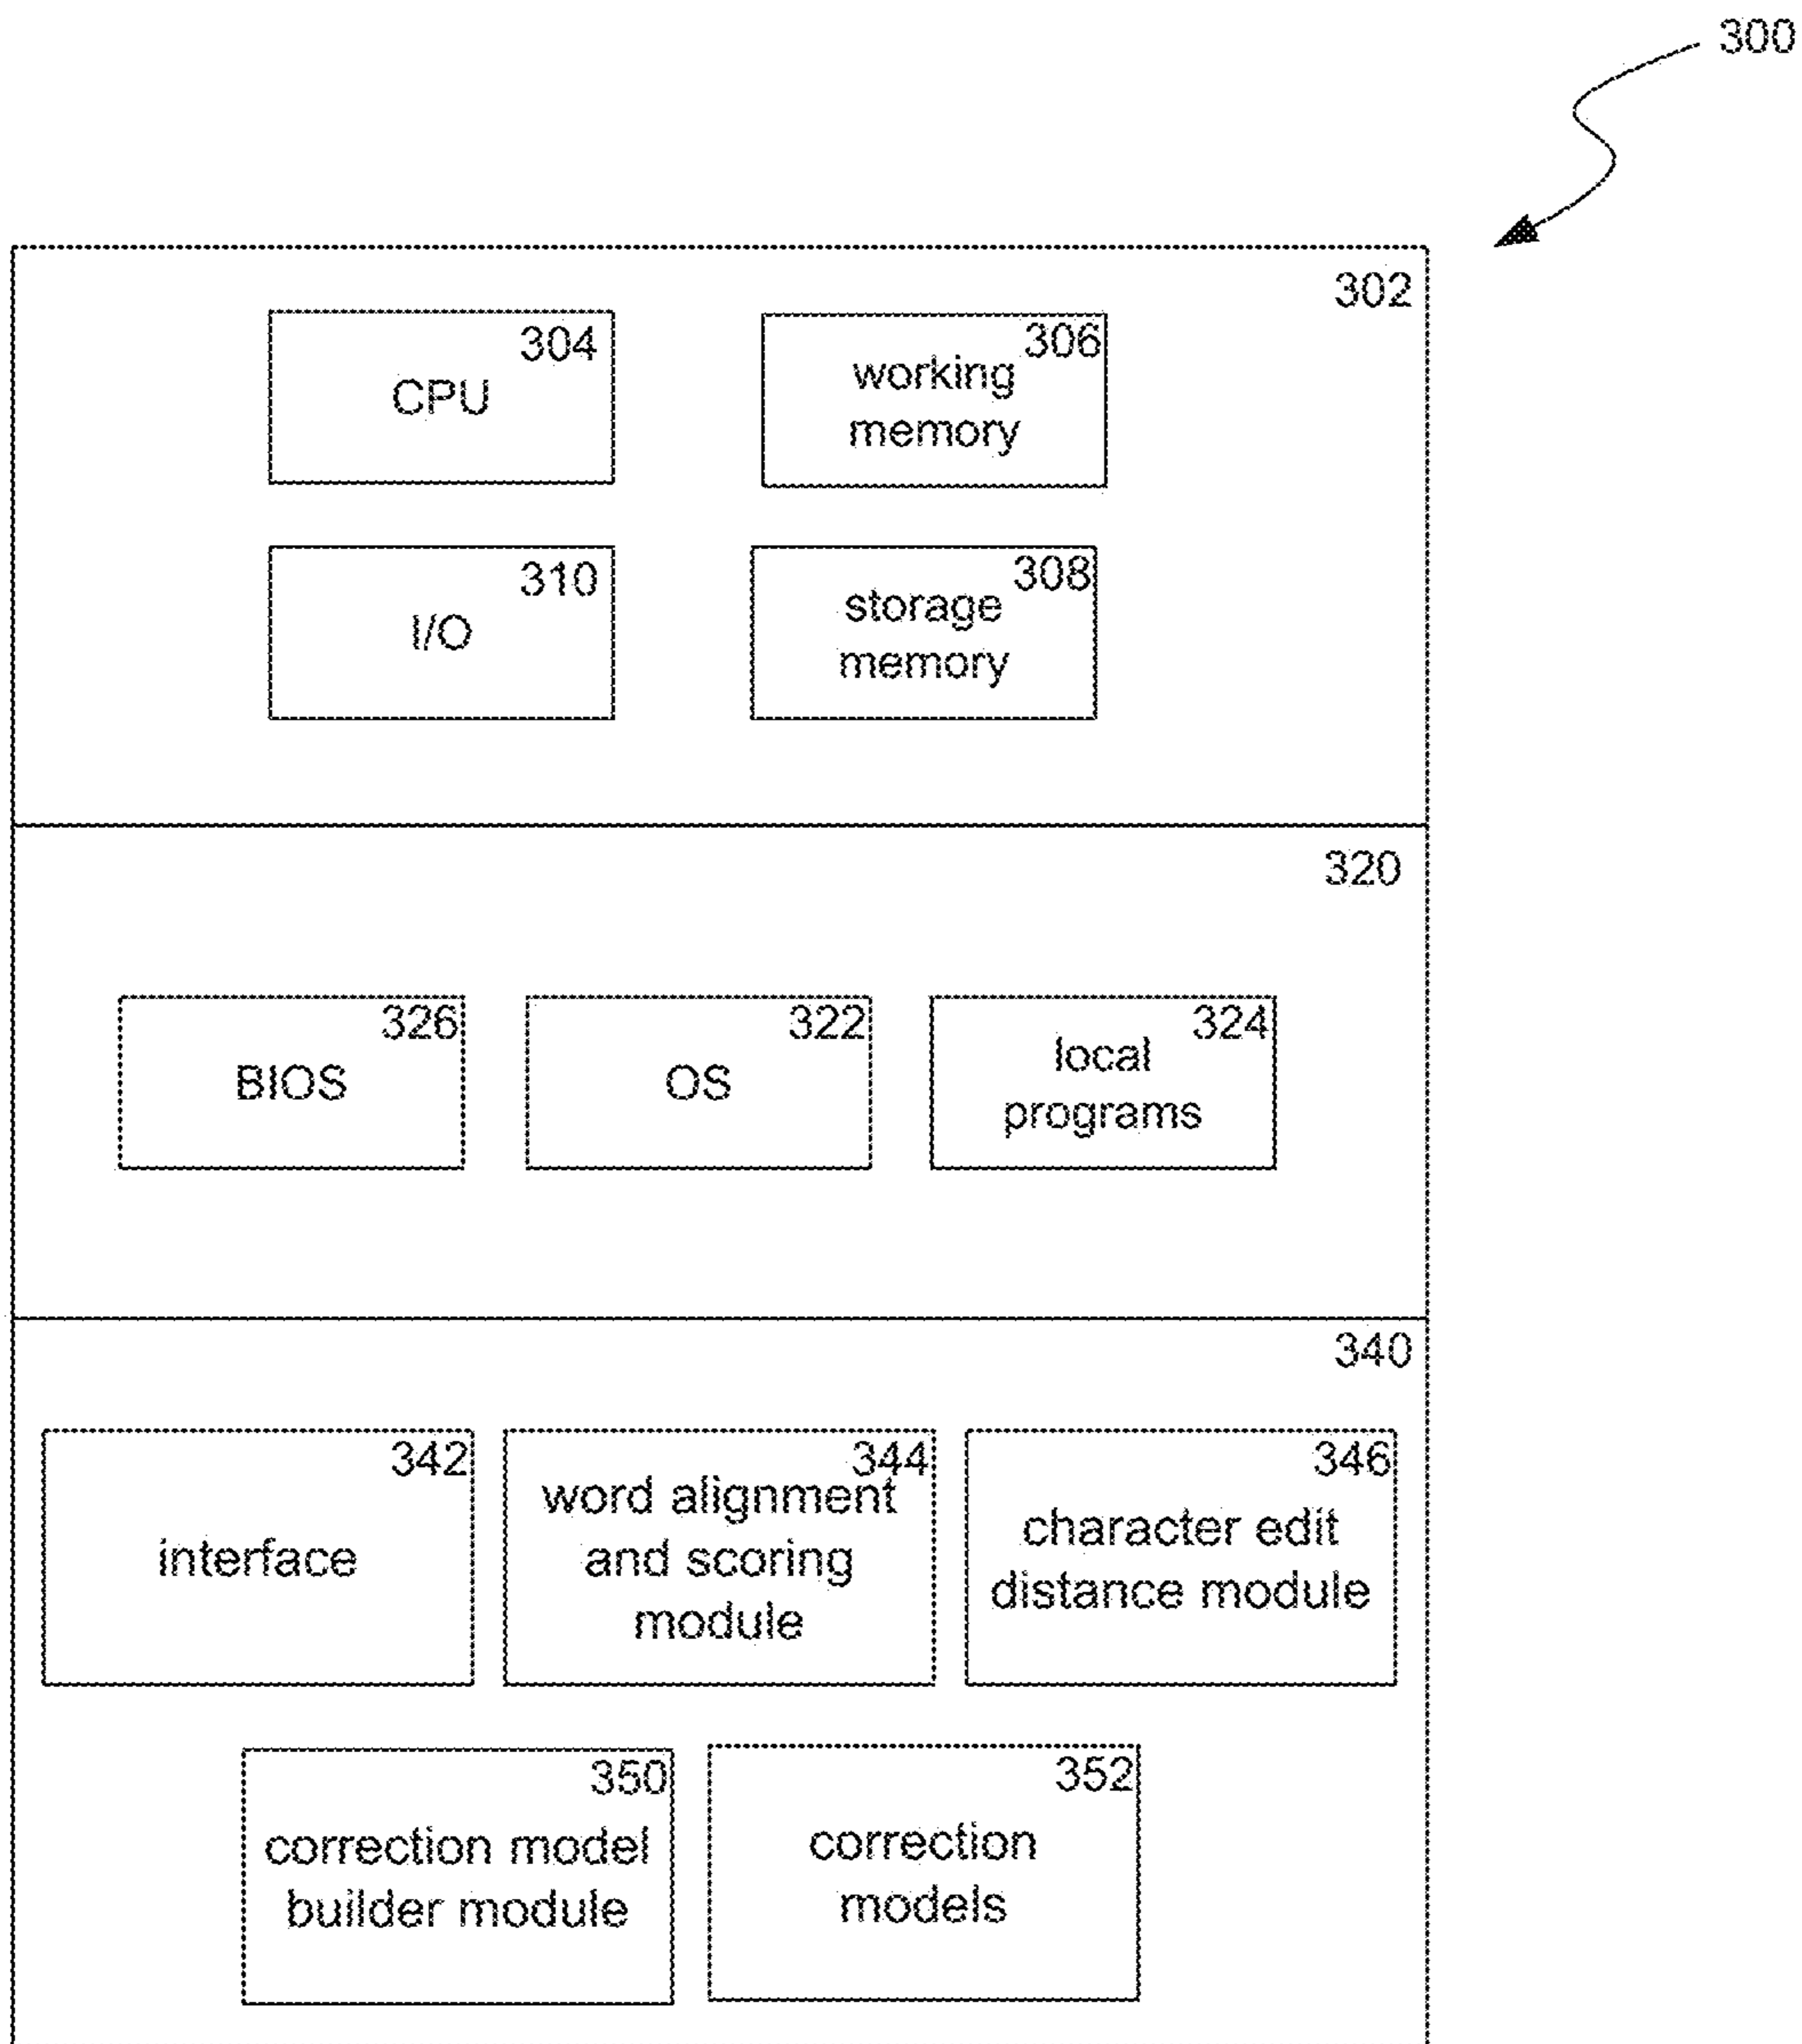 300
302
304
CPU
306
working
memory
310
I/O
308
storage
memory
320
326
BIOS
322
OS
324
local
programs
340
342
interface
344
word alignment
and scoring
module
346
character edit
distance module
350
correction model
builder module
352
correction
models